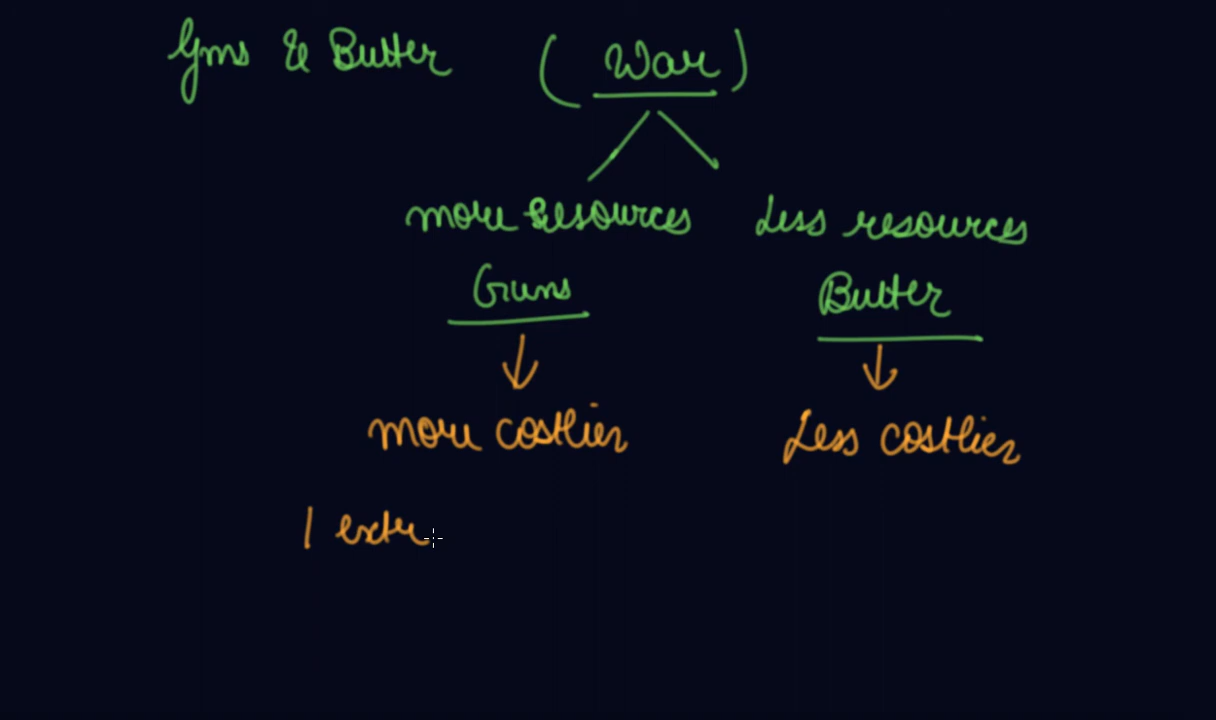 Guns & Butter (War)
more resources Less resources
Guns Butter
more costlier Less costlier
1 extr